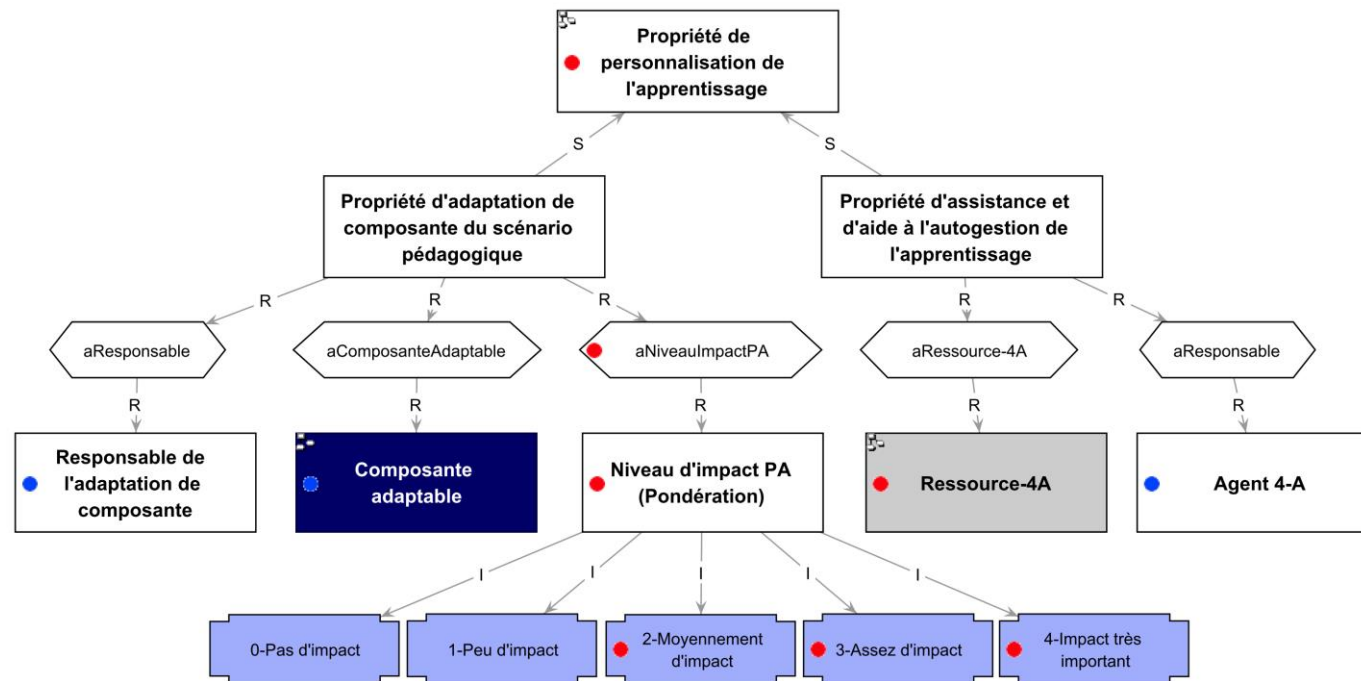 Propriété de
personnalisation de
l'apprentissage
S
S
Propriété d'adaptation de
composante du scénario
pédagogique
Propriété d'assistance et
d'aide à l'autogestion de
l'apprentissage
R
R
R
R
R
aResponsable
aComposanteAdaptable
aNiveauImpactPA
aRessource-4A
aResponsable
R
R
R
R
R
Responsable de
l'adaptation de
composante
Composante
adaptable
Niveau d'impact PA
(Pondération)
Ressource-4A
Agent 4-A
I
I
I
I
I
0-Pas d'impact
1-Peu d'impact
2-Moyennement
d'impact
3-Assez d'impact
4-Impact très
important